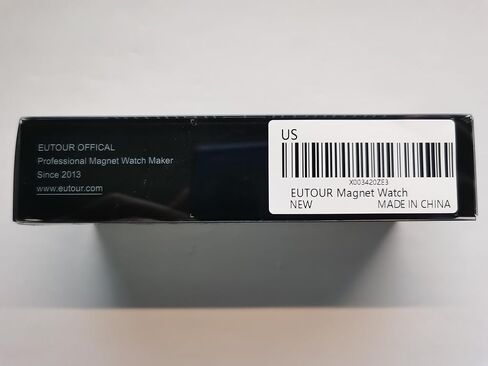 EUTOUR OFFICAL
Professional Magnet Watch Maker
Since 2013
www.eutour.com
US
X003420ZE3
EUTOUR Magnet Watch
NEW MADE IN CHINA